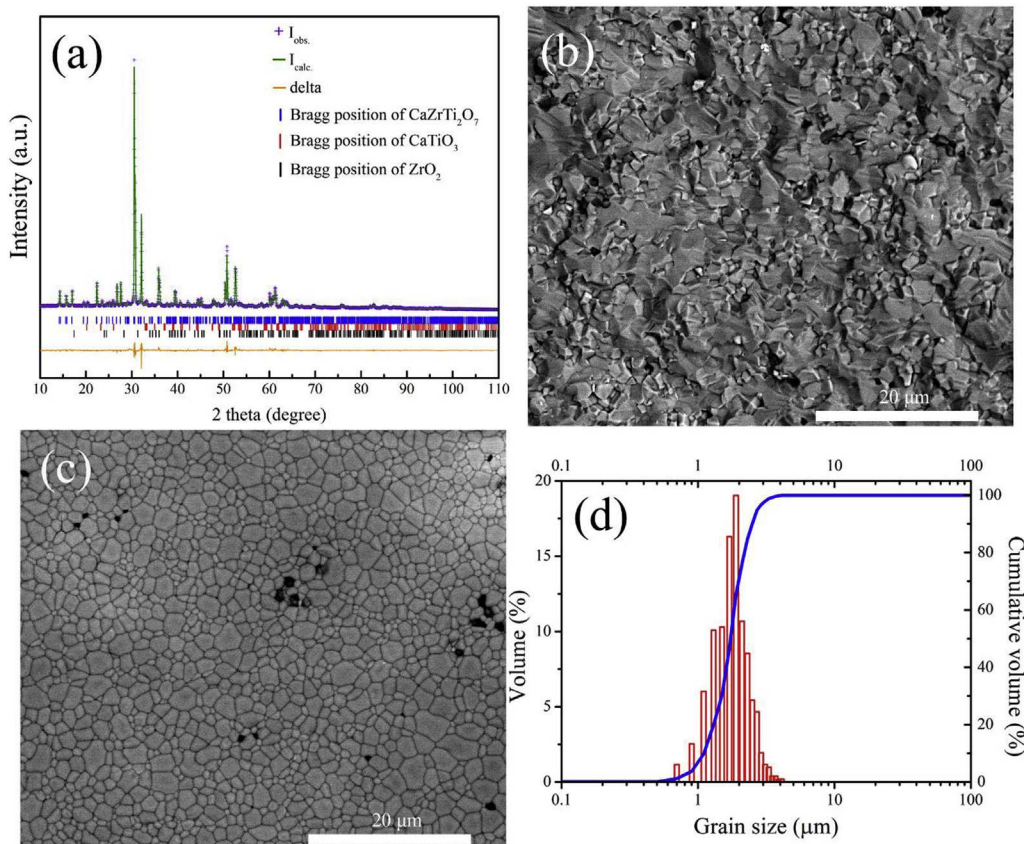 (a)
I_obs.
I_calc.
delta
Bragg position of CaZrTi₂O₇
Bragg position of CaTiO₃
Bragg position of ZrO₂
Intensity (a.u.)
10 20 30 40 50 60 70 80 90 100 110
2 theta (degree)
(b)
20 μm
(c)
20 μm
(d)
0.1 1 10 100
20
15
10
5
0
Volume (%)
100
80
60
40
20
0
Cumulative volume (%)
0.1 1 10 100
Grain size (μm)